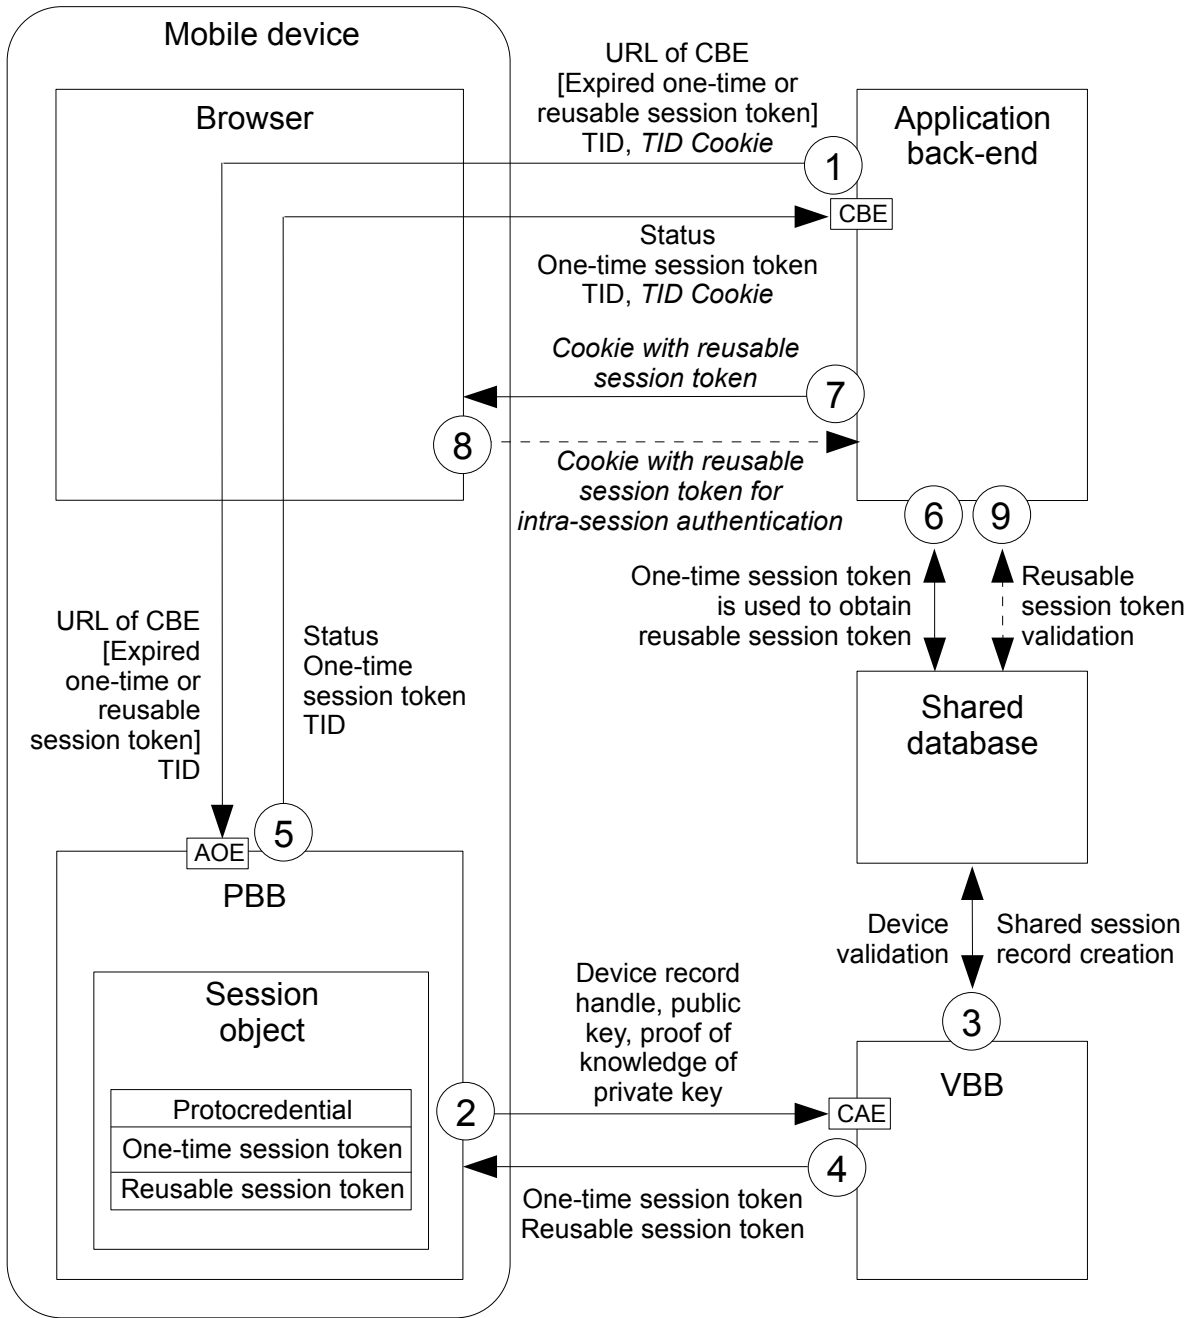 Mobile device
Browser
URL of CBE
[Expired one-time or
reusable session token]
TID, TID Cookie
1
Application
back-end
CBE
Status
One-time session token
TID, TID Cookie
Cookie with reusable
session token
7
8
Cookie with reusable
session token for
intra-session authentication
6
9
One-time session token
is used to obtain
reusable session token
Reusable
session token
validation
URL of CBE
[Expired
one-time or
reusable
session token]
TID
Status
One-time
session token
TID
Shared
database
5
AOE
PBB
Device
validation
Shared session
record creation
Session
object
Protocredential
One-time session token
Reusable session token
2
Device record
handle, public
key, proof of
knowledge of
private key
3
VBB
CAE
4
One-time session token
Reusable session token